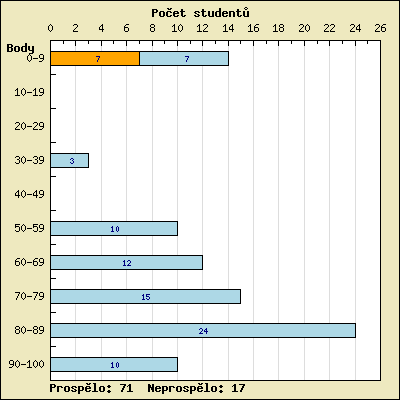 Počet studentů
0 2 4 6 8 10 12 14 16 18 20 22 24 26
Body
0-9 7 7
10-19
20-29
30-39 3
40-49
50-59 10
60-69 12
70-79 15
80-89 24
90-100 10
Prospělo: 71 Neprospělo: 17